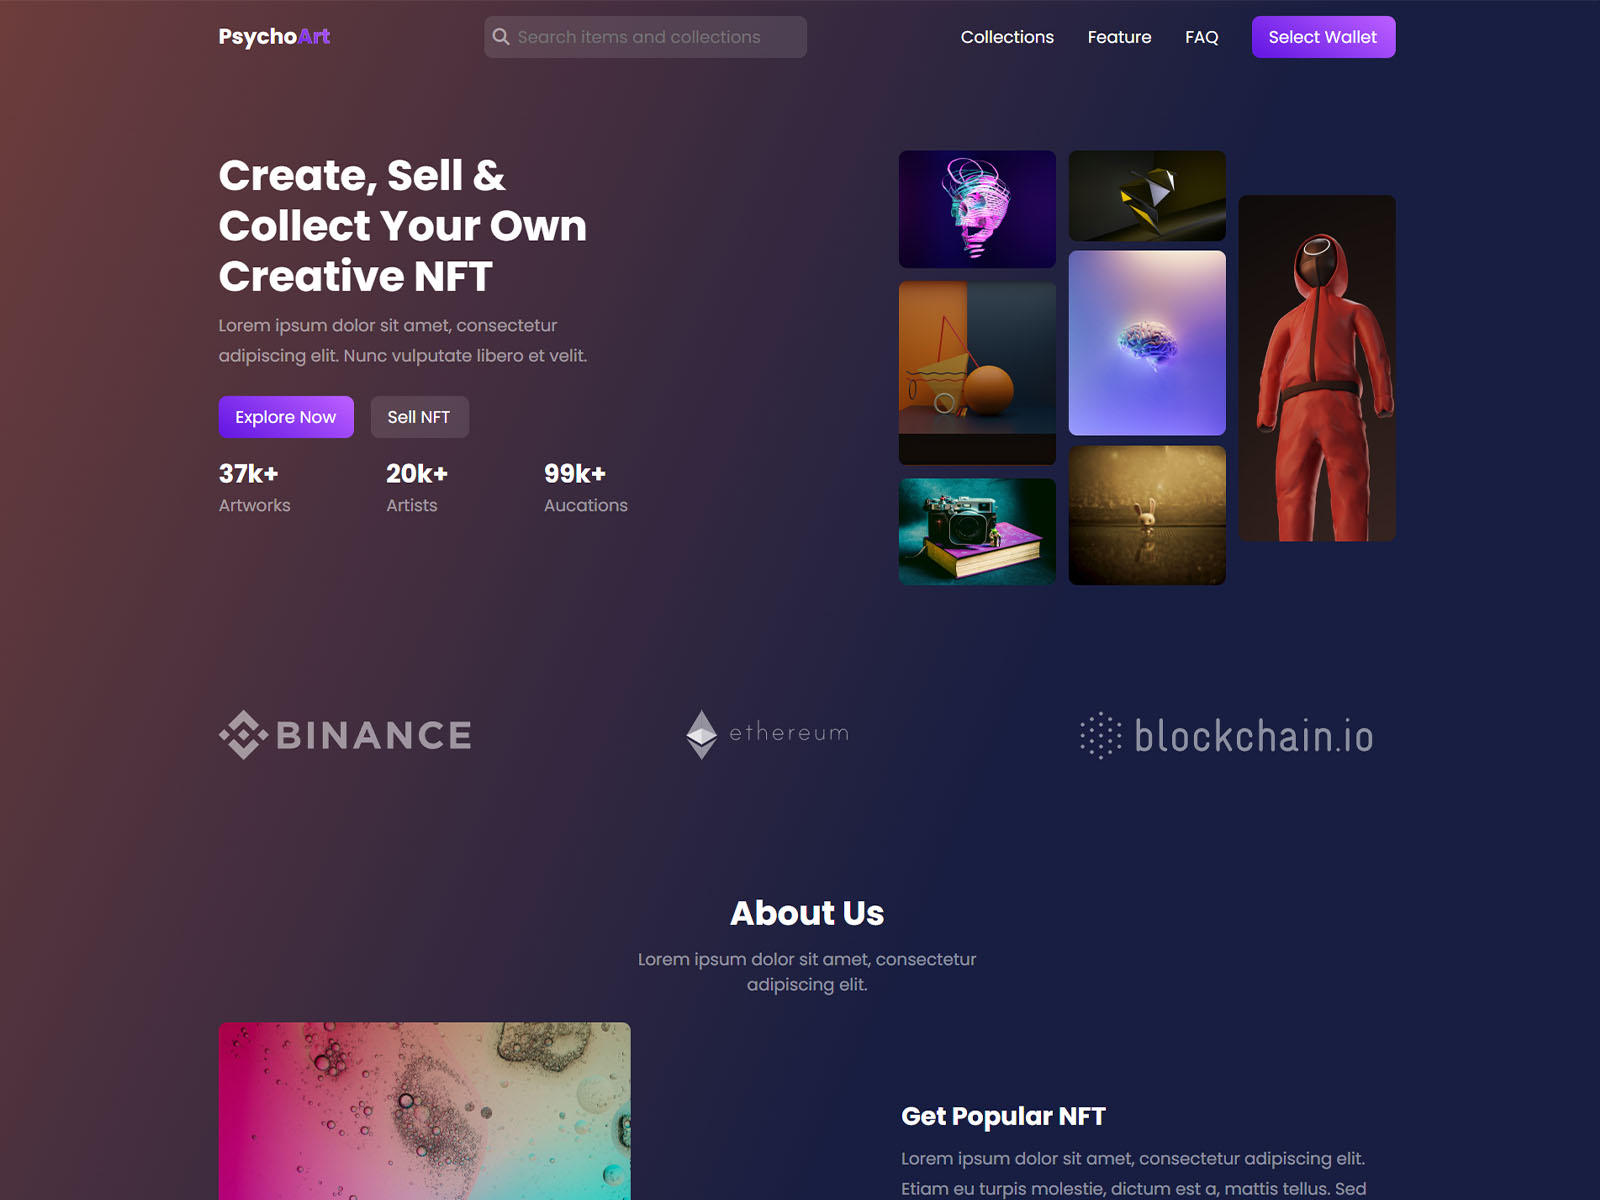 PsychoArt
Search items and collections
Collections
Feature
FAQ
Select Wallet
Create, Sell &
Collect Your Own
Creative NFT
Lorem ipsum dolor sit amet, consectetur
adipiscing elit. Nunc vulputate libero et velit.
Explore Now
Sell NFT
37k+
20k+
99k+
Artworks
Artists
Aucations
BINANCE
ethereum
blockchain.io
About Us
Lorem ipsum dolor sit amet, consectetur
adipiscing elit.
Get Popular NFT
Lorem ipsum dolor sit amet, consectetur adipiscing elit.
Etiam eu turpis molestie, dictum est a, mattis tellus. Sed